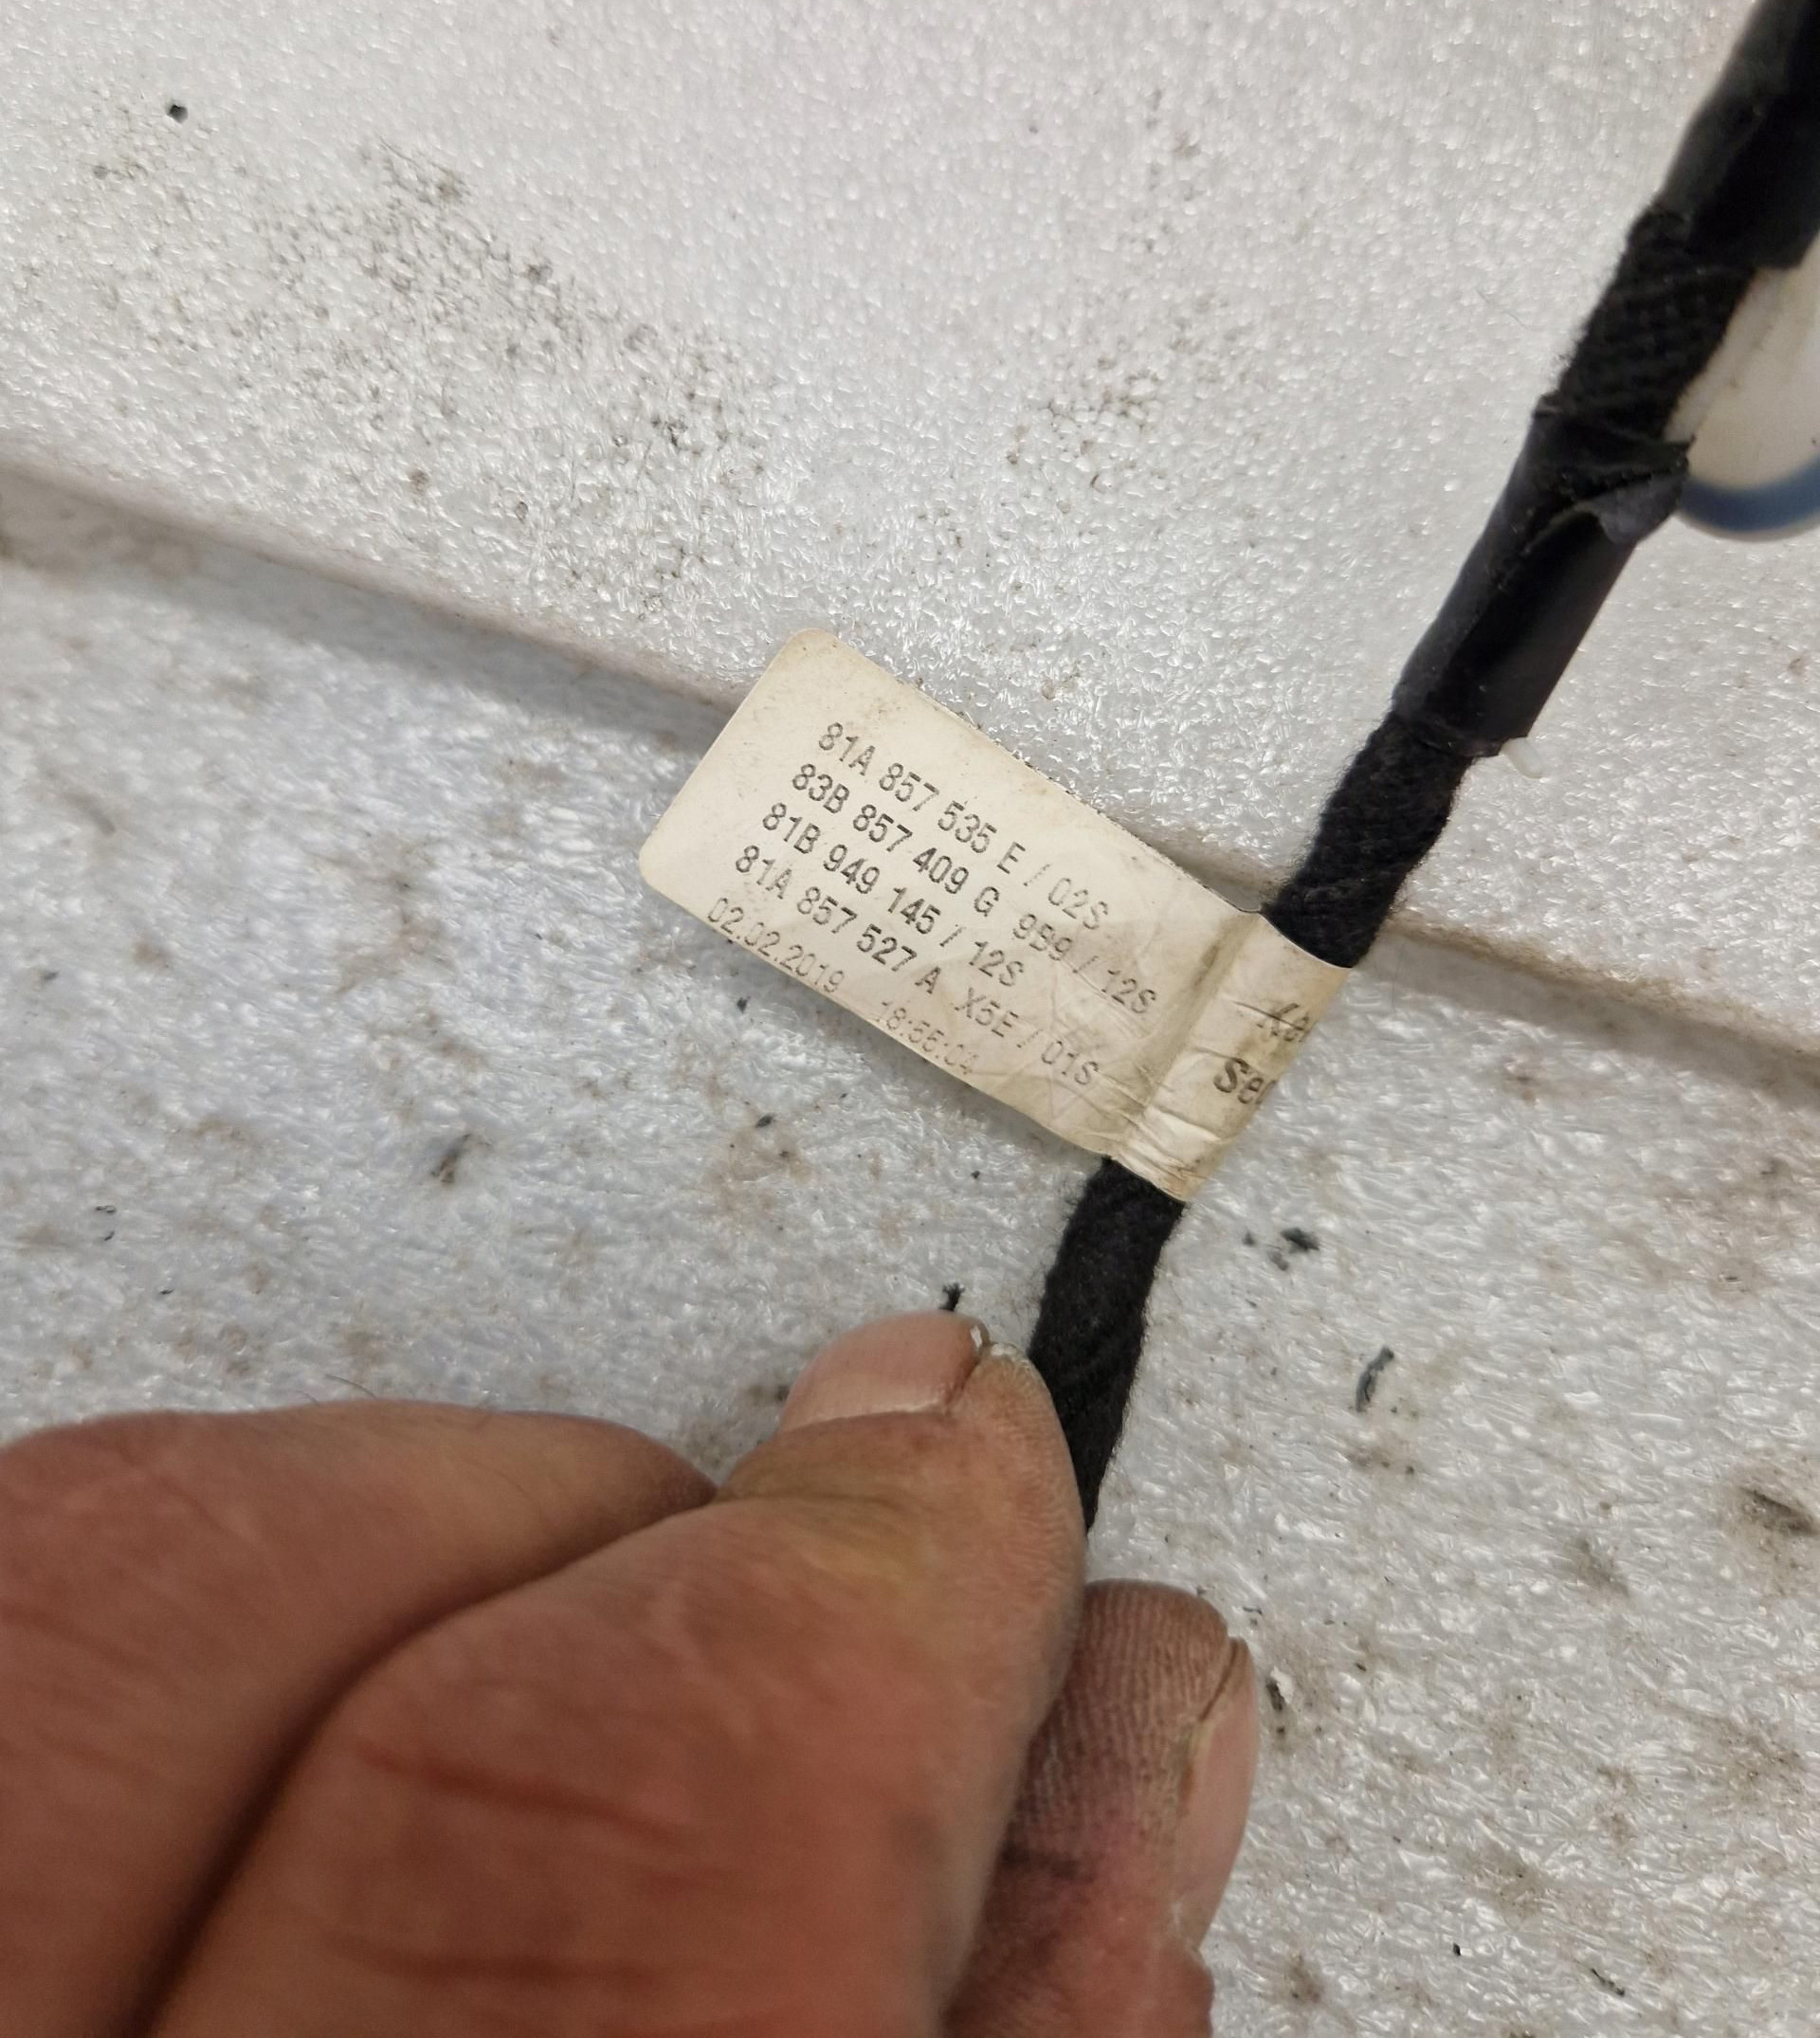 81A 857 535 E / 02S
83B 857 409 G 9B9 / 12S
81B 949 145 / 12S
81A 857 527 A X5E / 01S
02.02.2019 18:56:04